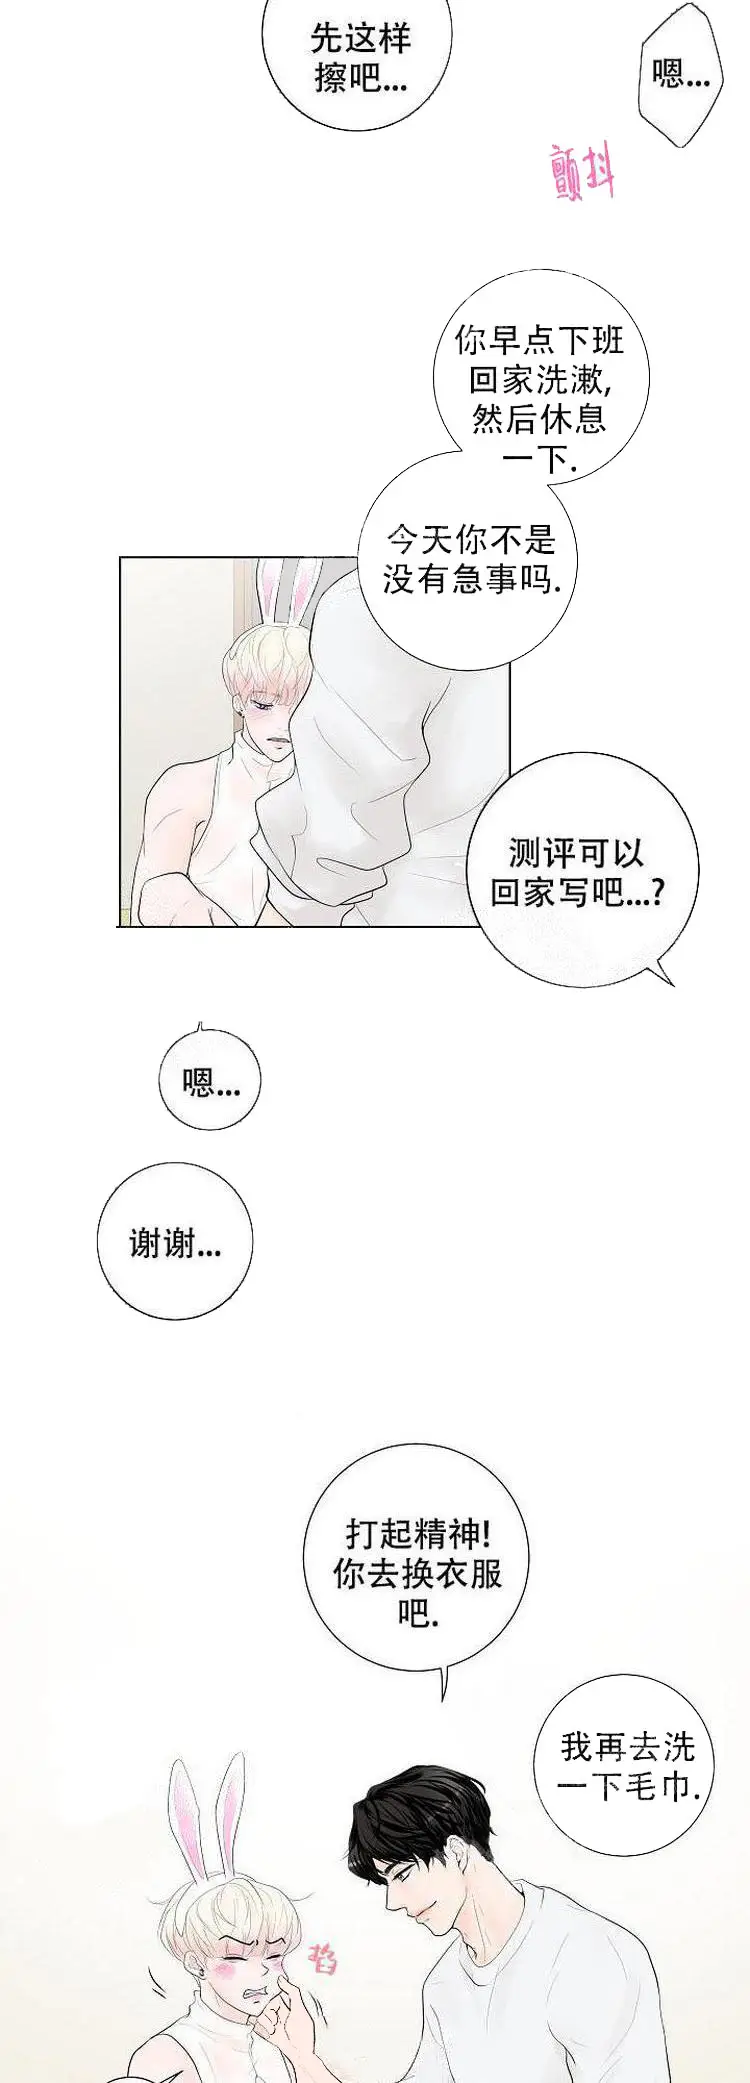 先这样
擦吧...
嗯...
颤抖
你早点下班
回家洗漱,
然后休息
一下.
今天你不是
没有急事吗.
测评可以
回家写吧...?
嗯...
谢谢...
打起精神!
你去换衣服
吧.
我再去洗
一下毛巾.
掐